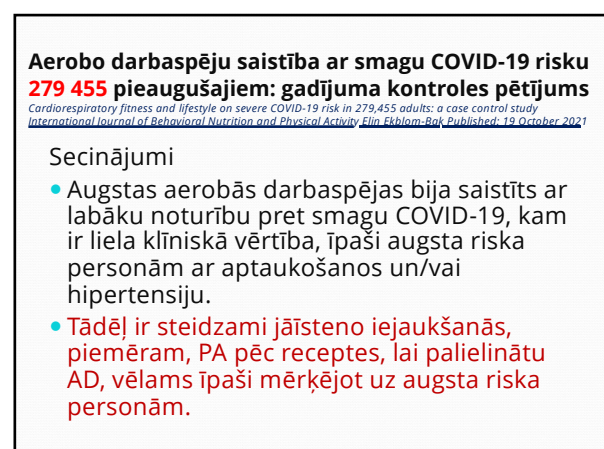 Aerobo darbaspēju saistība ar smagu COVID-19 risku
279 455 pieaugušajiem: gadījuma kontroles pētījums
Cardiorespiratory fitness and lifestyle on severe COVID-19 risk in 279,455 adults: a case control study
International Journal of Behavioral Nutrition and Physical Activity Elin Ekblom-Bak Published: 19 October 2021
Secinājumi
• Augstas aerobās darbaspējas bija saistīts ar
labāku noturību pret smagu COVID-19, kam
ir liela klīniskā vērtība, īpaši augsta riska
personām ar aptaukošanos un/vai
hipertensiju.
• Tādēļ ir steidzami jāīsteno iejaukšanās,
piemēram, PA pēc receptes, lai palielinātu
AD, vēlams īpaši mērķējot uz augsta riska
personām.